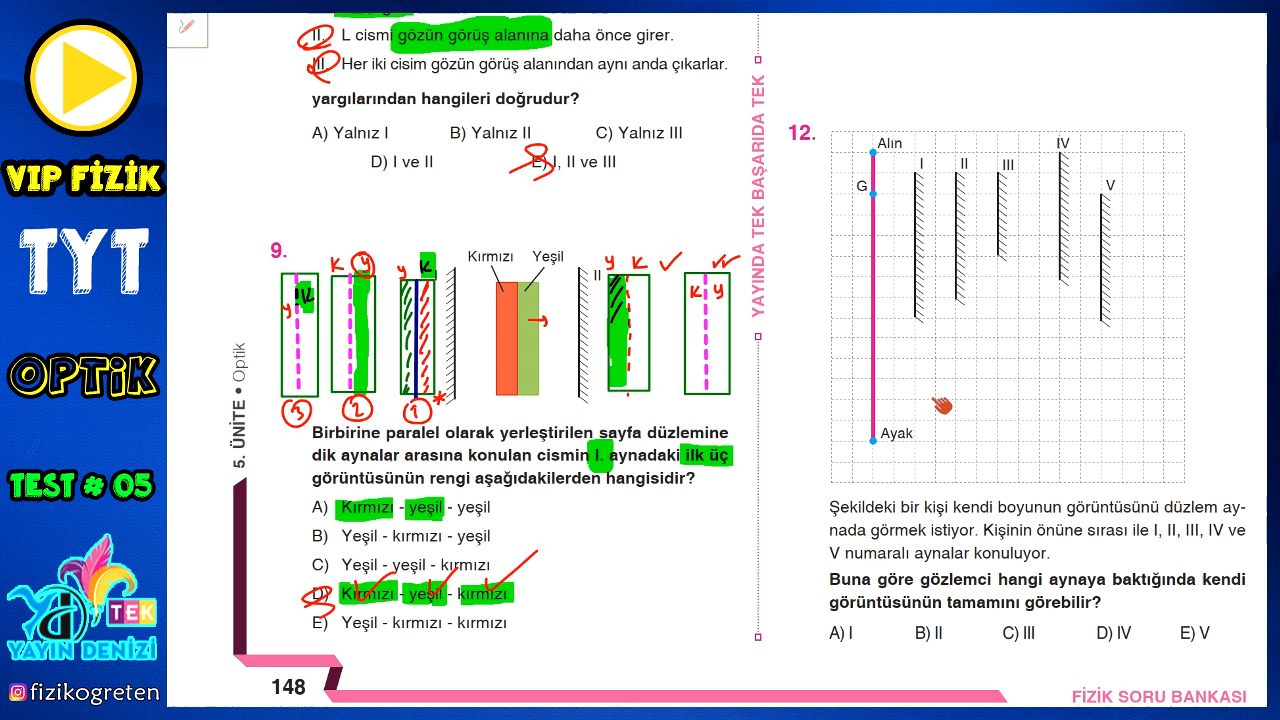 VIP FİZİK
TYT
OPTİK
TEST # 05
TEK
YAYIN DENİZİ
fizikogreten
II. L cismi gözün görüş alanına daha önce girer.
III. Her iki cisim gözün görüş alanından aynı anda çıkarlar.
yargılarından hangileri doğrudur?
A) Yalnız I B) Yalnız II C) Yalnız III
D) I ve II E) I, II ve III
9.
Kırmızı Yeşil
y K K y y K I II y K K y
3 2 1
Birbirine paralel olarak yerleştirilen sayfa düzlemine
dik aynalar arasına konulan cismin I. aynadaki ilk üç
görüntüsünün rengi aşağıdakilerden hangisidir?
A) Kırmızı - yeşil - yeşil
B) Yeşil - kırmızı - yeşil
C) Yeşil - yeşil - kırmızı
D) Kırmızı - yeşil - kırmızı
E) Yeşil - kırmızı - kırmızı
5. ÜNİTE • Optik
148
YAYINDA TEK BAŞARIDA TEK
12.
Alın
G
I II III IV V
Ayak
Şekildeki bir kişi kendi boyunun görüntüsünü düzlem ay-
nada görmek istiyor. Kişinin önüne sırası ile I, II, III, IV ve
V numaralı aynalar konuluyor.
Buna göre gözlemci hangi aynaya baktığında kendi
görüntüsünün tamamını görebilir?
A) I B) II C) III D) IV E) V
FİZİK SORU BANKASI